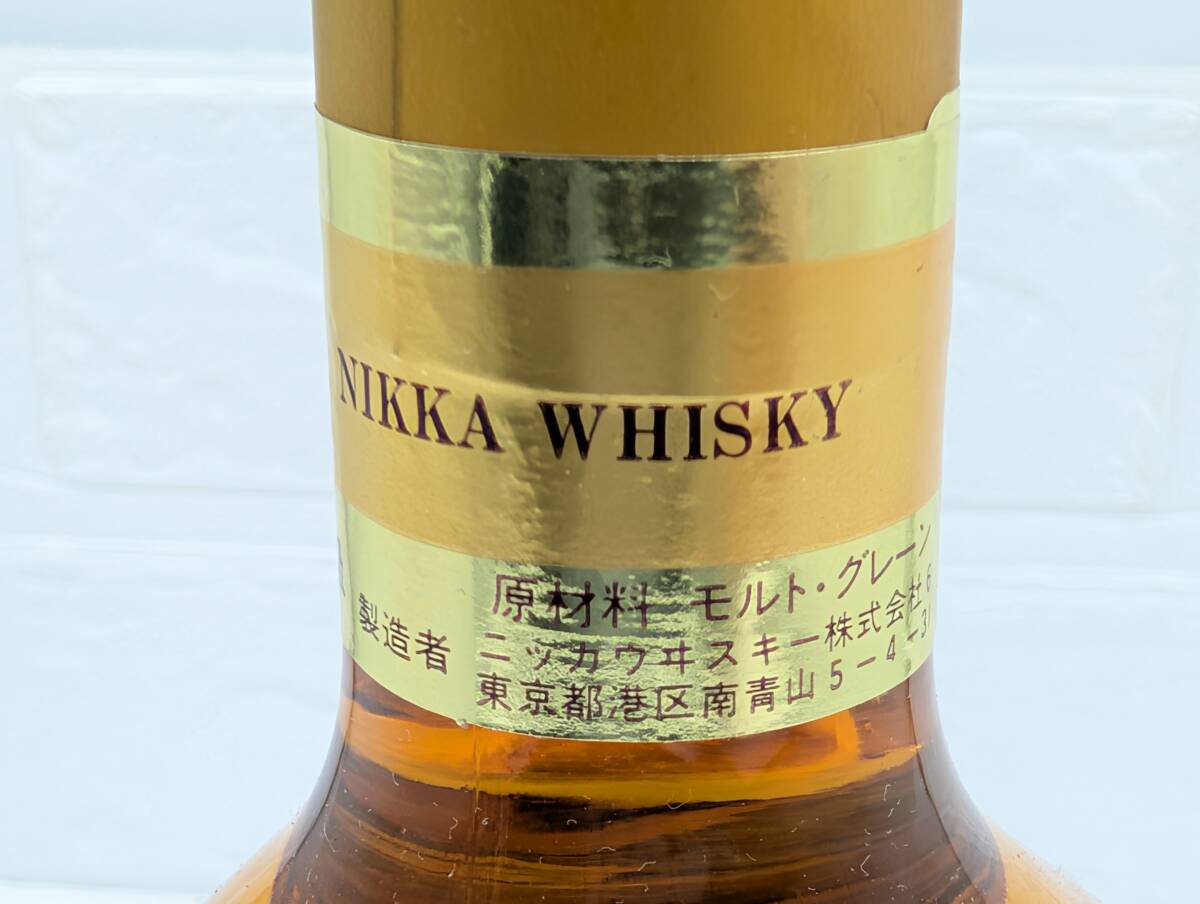 NIKKA WHISKY
原材料 モルト・グレーン
製造者 ニッカウヰスキー株式会社 6
東京都港区南青山5-4-31